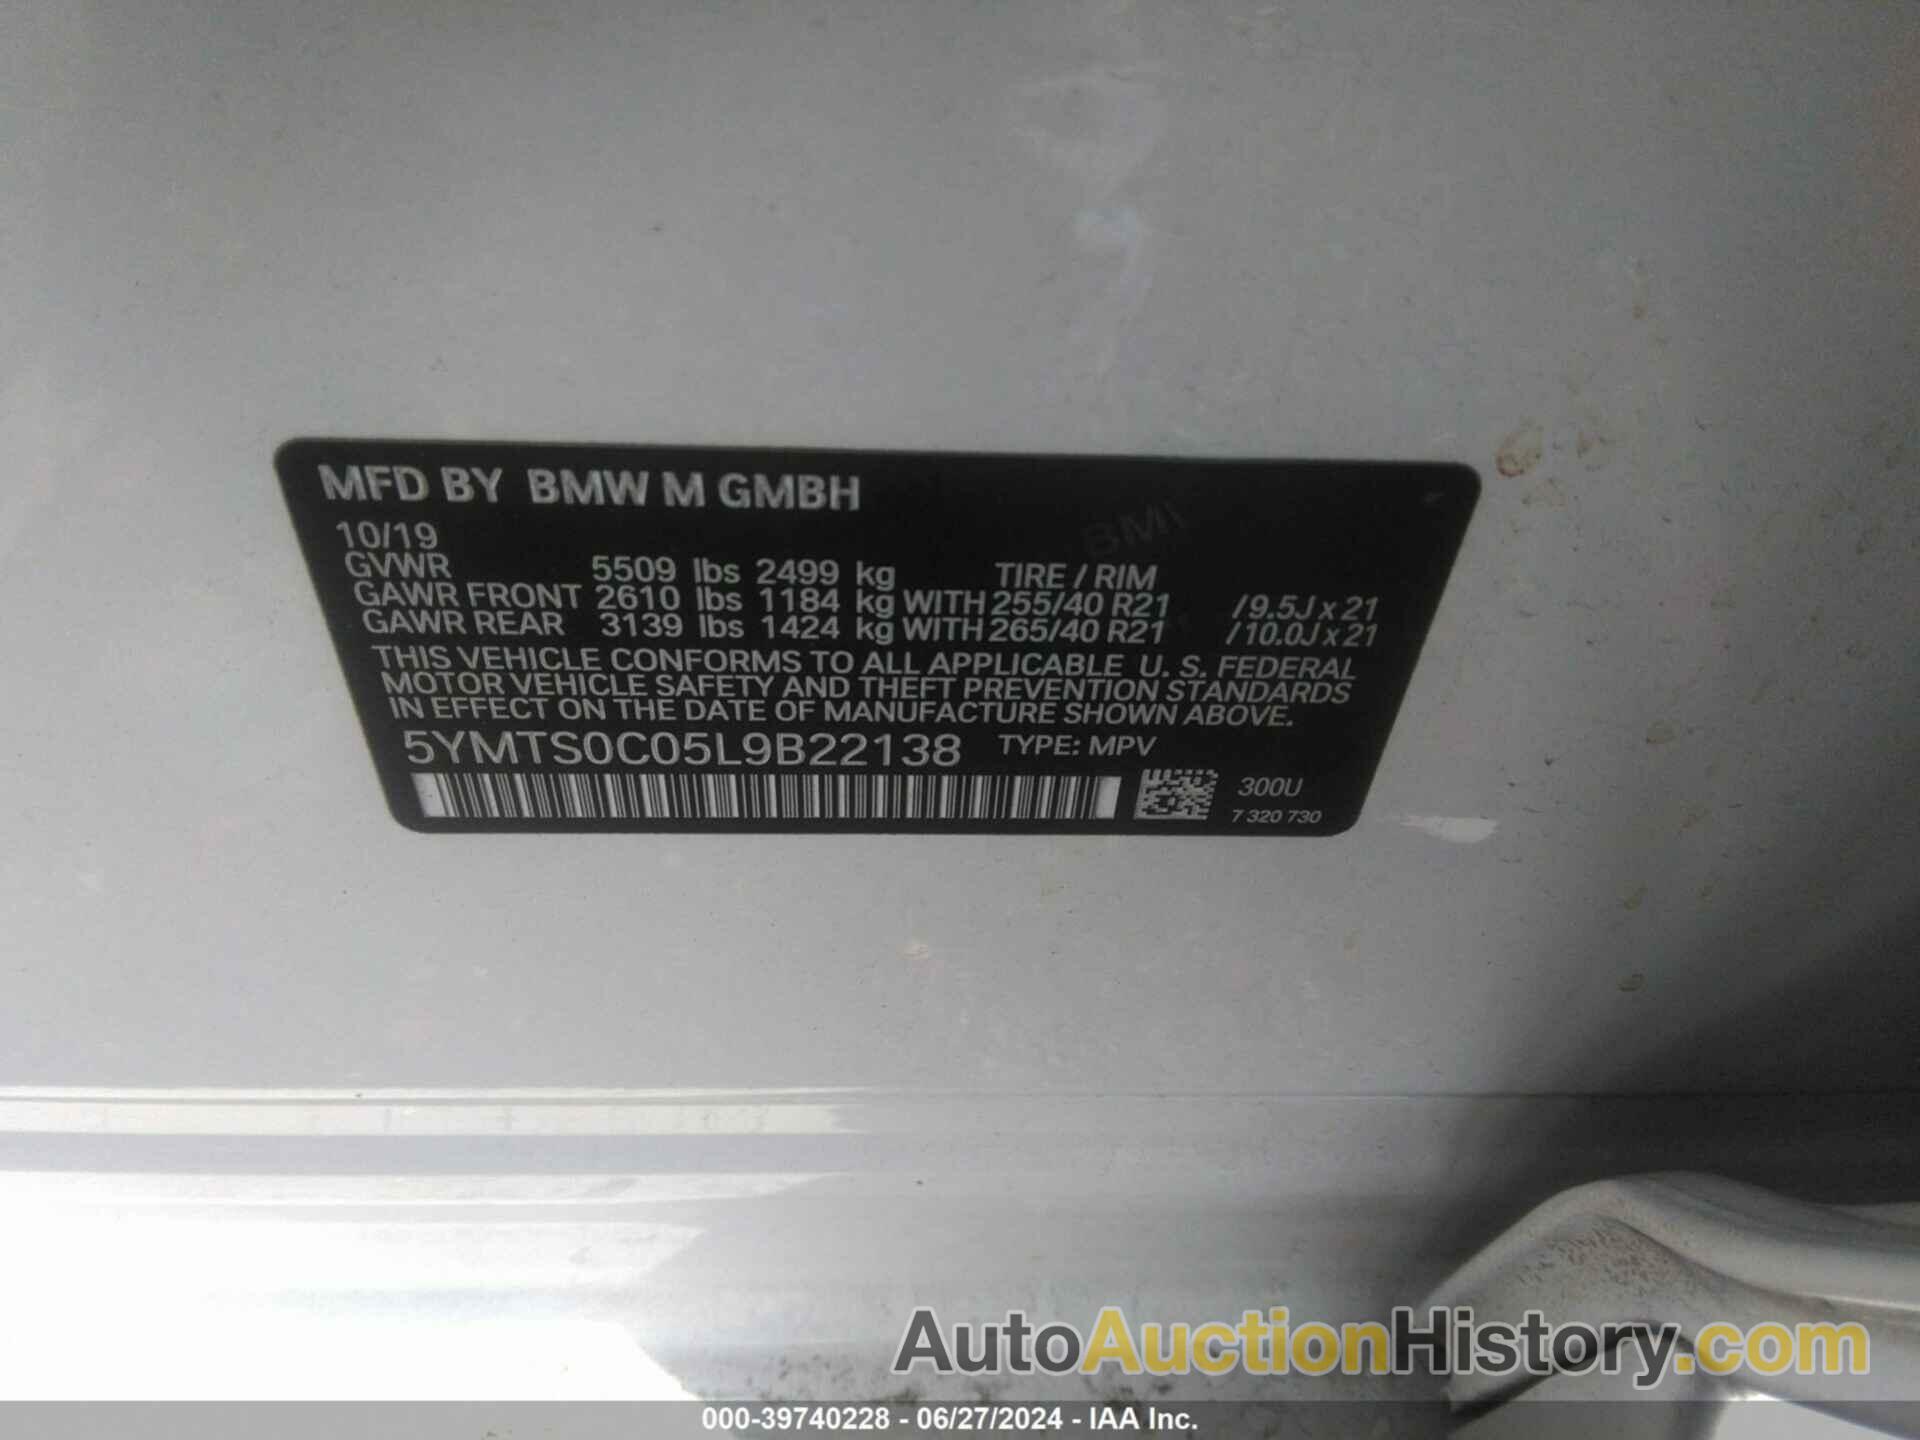 MFD BY BMW M GMBH
10/19
GVWR 5509 lbs 2499 kg TIRE / RIM
GAWR FRONT 2610 lbs 1184 kg WITH 255/40 R21 /9.5J x 21
GAWR REAR 3139 lbs 1424 kg WITH 265/40 R21 /10.0J x 21
THIS VEHICLE CONFORMS TO ALL APPLICABLE U. S. FEDERAL
MOTOR VEHICLE SAFETY AND THEFT PREVENTION STANDARDS
IN EFFECT ON THE DATE OF MANUFACTURE SHOWN ABOVE.
5YMTS0C05L9B22138 TYPE: MPV
300U
7 320 730
AutoAuctionHistory.com
000-39740228 - 06/27/2024 - IAA Inc.